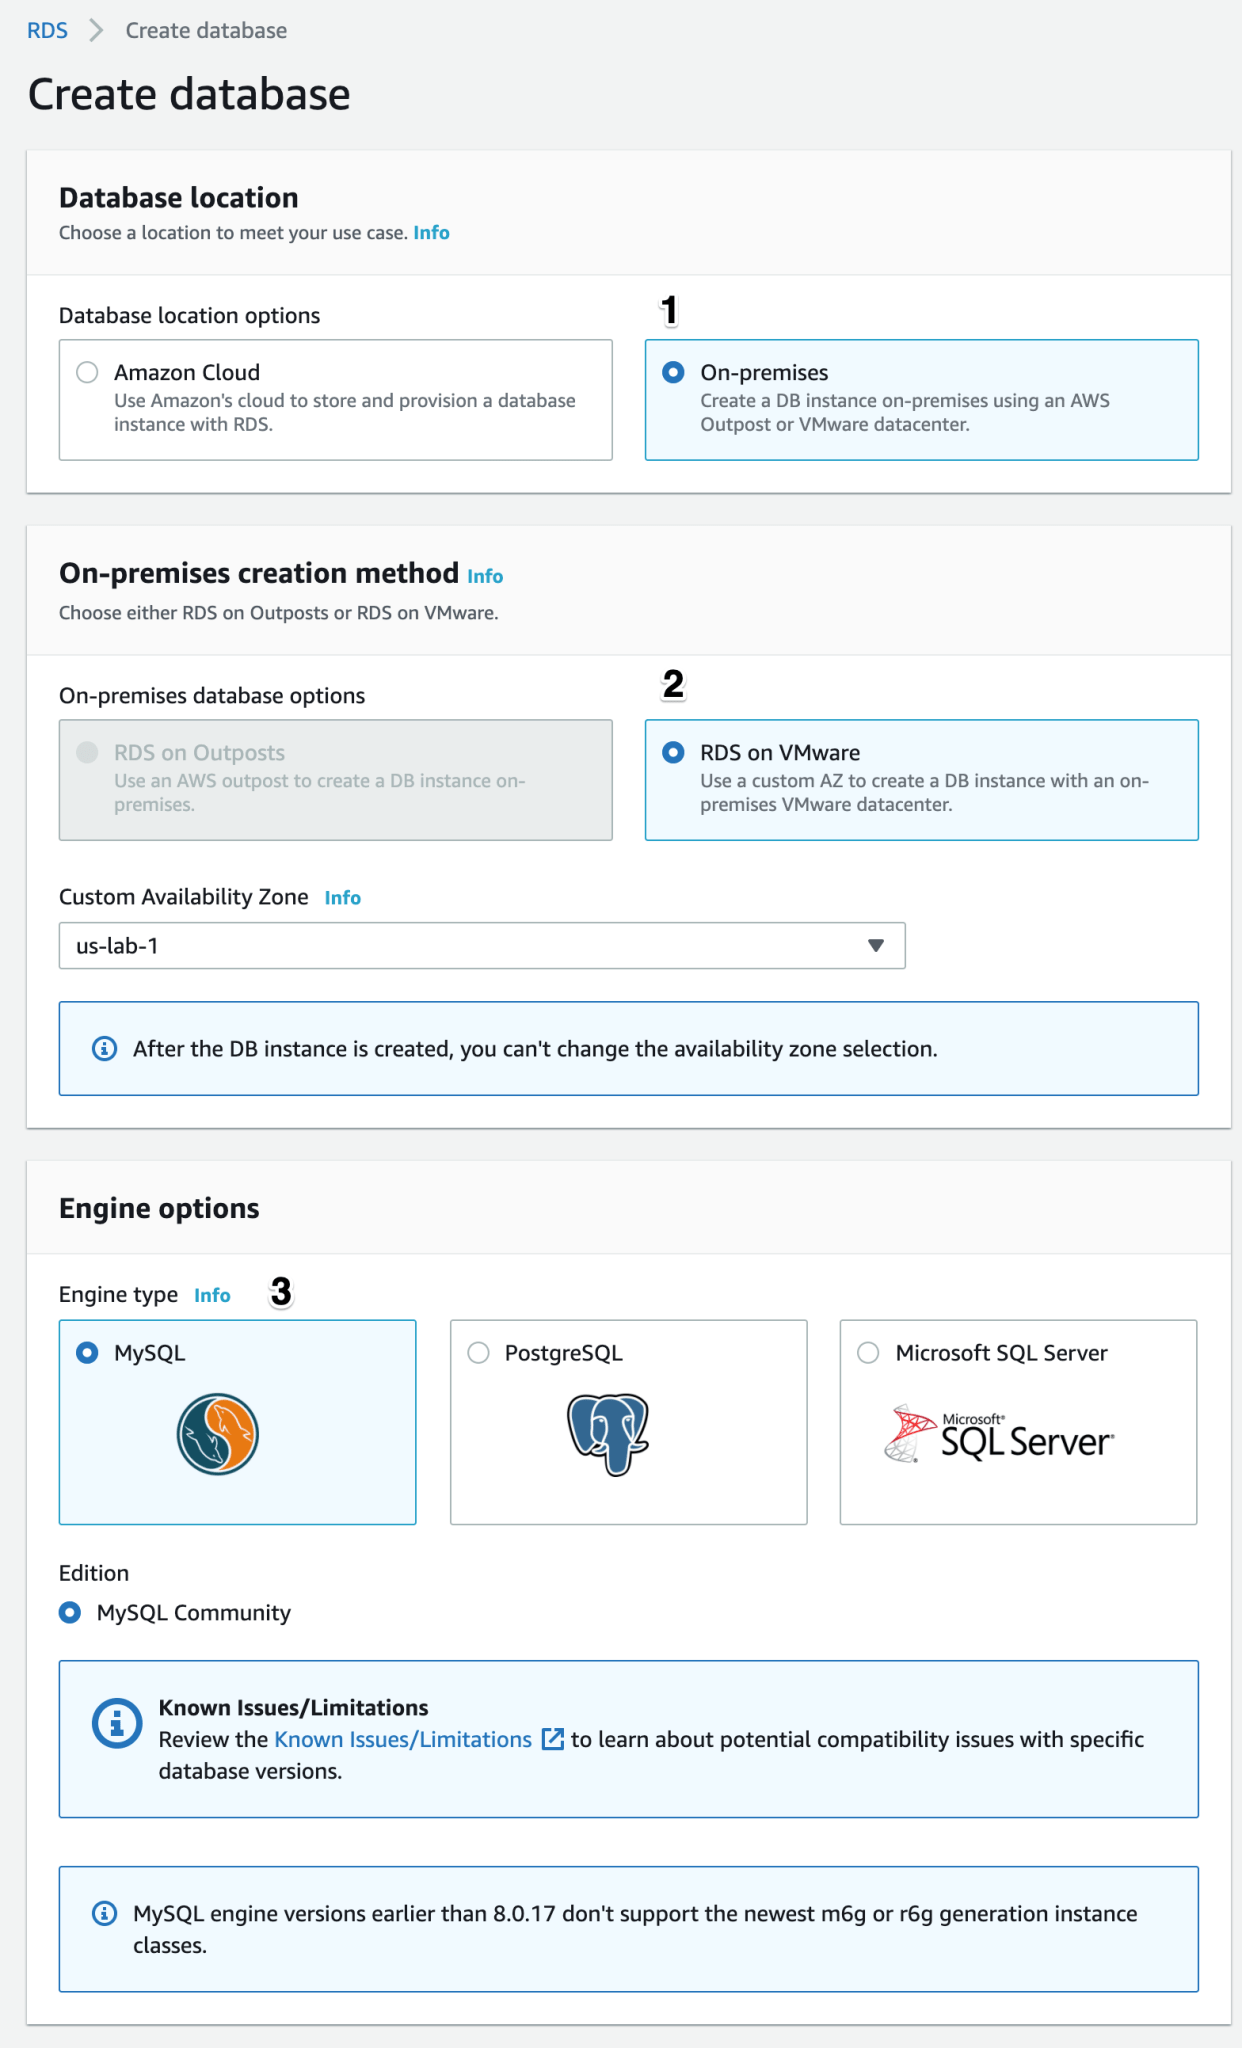 RDS > Create database
Create database
Database location
Choose a location to meet your use case. Info
Database location options
1
Amazon Cloud
Use Amazon's cloud to store and provision a database
instance with RDS.
On-premises
Create a DB instance on-premises using an AWS
Outpost or VMware datacenter.
On-premises creation method Info
Choose either RDS on Outposts or RDS on VMware.
On-premises database options
2
RDS on Outposts
Use an AWS outpost to create a DB instance on-
premises.
RDS on VMware
Use a custom AZ to create a DB instance with an on-
premises VMware datacenter.
Custom Availability Zone Info
us-lab-1
After the DB instance is created, you can't change the availability zone selection.
Engine options
Engine type Info
3
MySQL
PostgreSQL
Microsoft SQL Server
Microsoft®
SQL Server®
Edition
MySQL Community
Known Issues/Limitations
Review the Known Issues/Limitations to learn about potential compatibility issues with specific
database versions.
MySQL engine versions earlier than 8.0.17 don't support the newest m6g or r6g generation instance
classes.